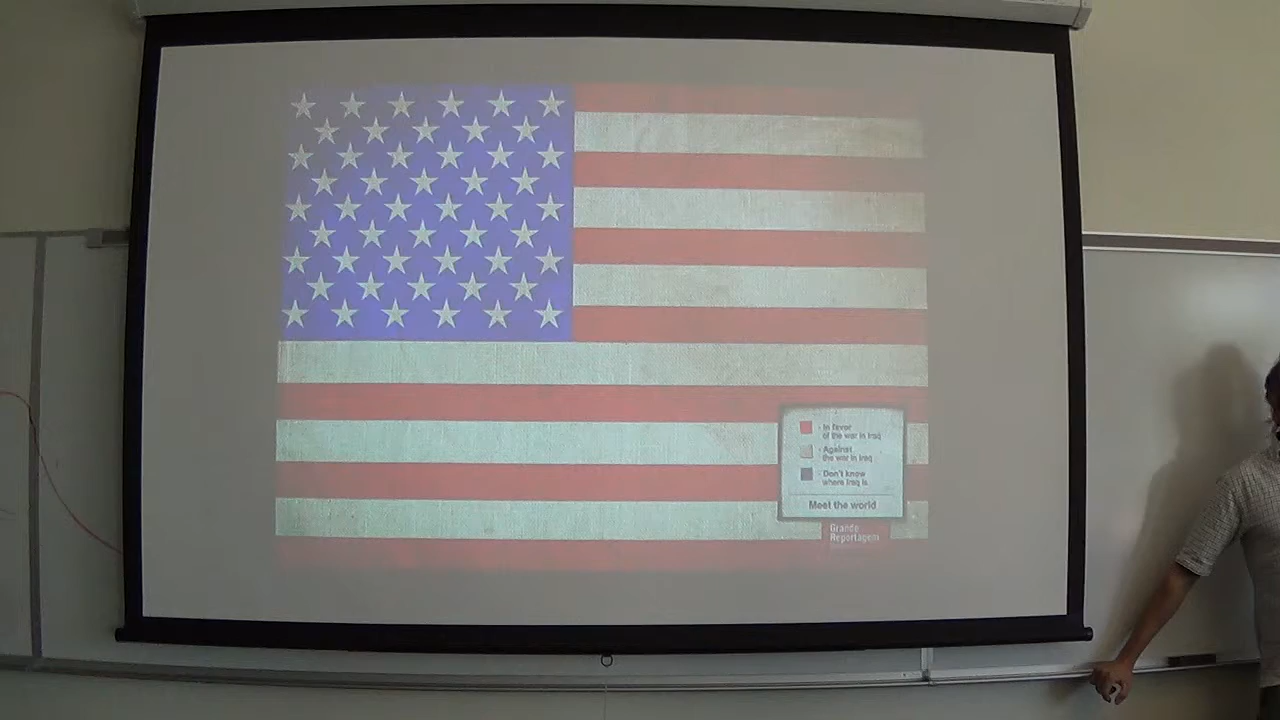 - In favor
of the war in Iraq
- Against
the war in Iraq
- Don't know
where Iraq is
Meet the world
Grande
Reportagem